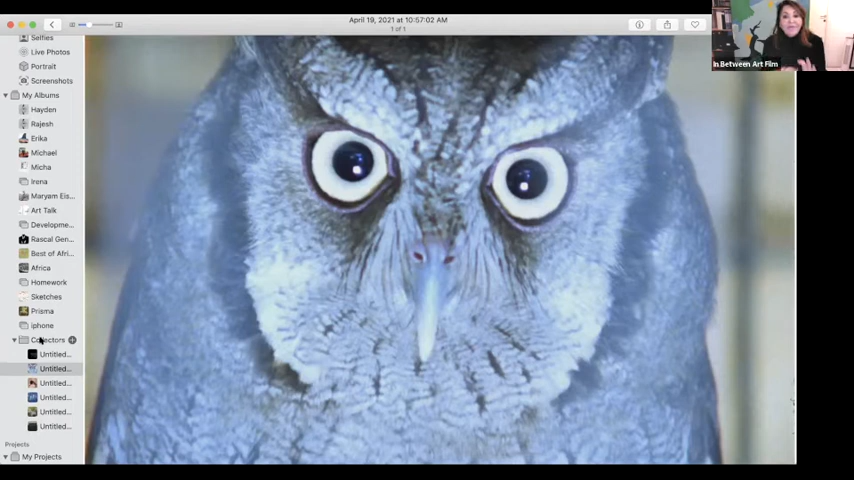 April 19, 2021 at 10:57:02 AM
1 of 1
In Between Art Film
Selfies
Live Photos
Portrait
Screenshots
My Albums
Hayden
Rajesh
Erika
Michael
Micha
Irena
Maryam Eis...
Art Talk
Developme...
Rascal Gen...
Best of Afri...
Africa
Homework
Sketches
Prisma
iphone
Collectors
Untitled...
Untitled...
Untitled...
Untitled...
Untitled...
Untitled...
Projects
My Projects